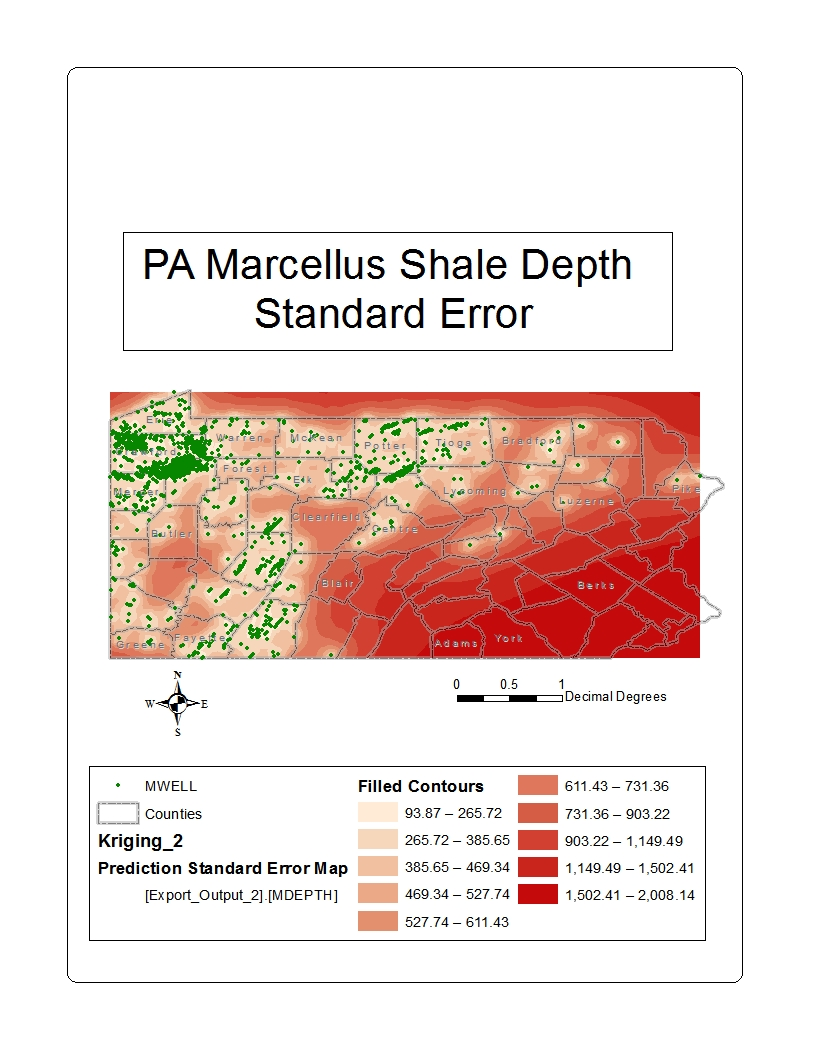 PA Marcellus Shale Depth
Standard Error
Erie
Crawford
Warren
McKean
Potter
Tioga
Bradford
Forest
Elk
Mercer
Lycoming
Pike
Luzerne
Clearfield
Centre
Butler
Blair
Berks
Fayette
Greene
Adams
York
N
W
E
S
0 0.5 1
Decimal Degrees
MWELL
Counties
Kriging_2
Prediction Standard Error Map
[Export_Output_2].[MDEPTH]
Filled Contours
93.87 – 265.72
265.72 – 385.65
385.65 – 469.34
469.34 – 527.74
527.74 – 611.43
611.43 – 731.36
731.36 – 903.22
903.22 – 1,149.49
1,149.49 – 1,502.41
1,502.41 – 2,008.14